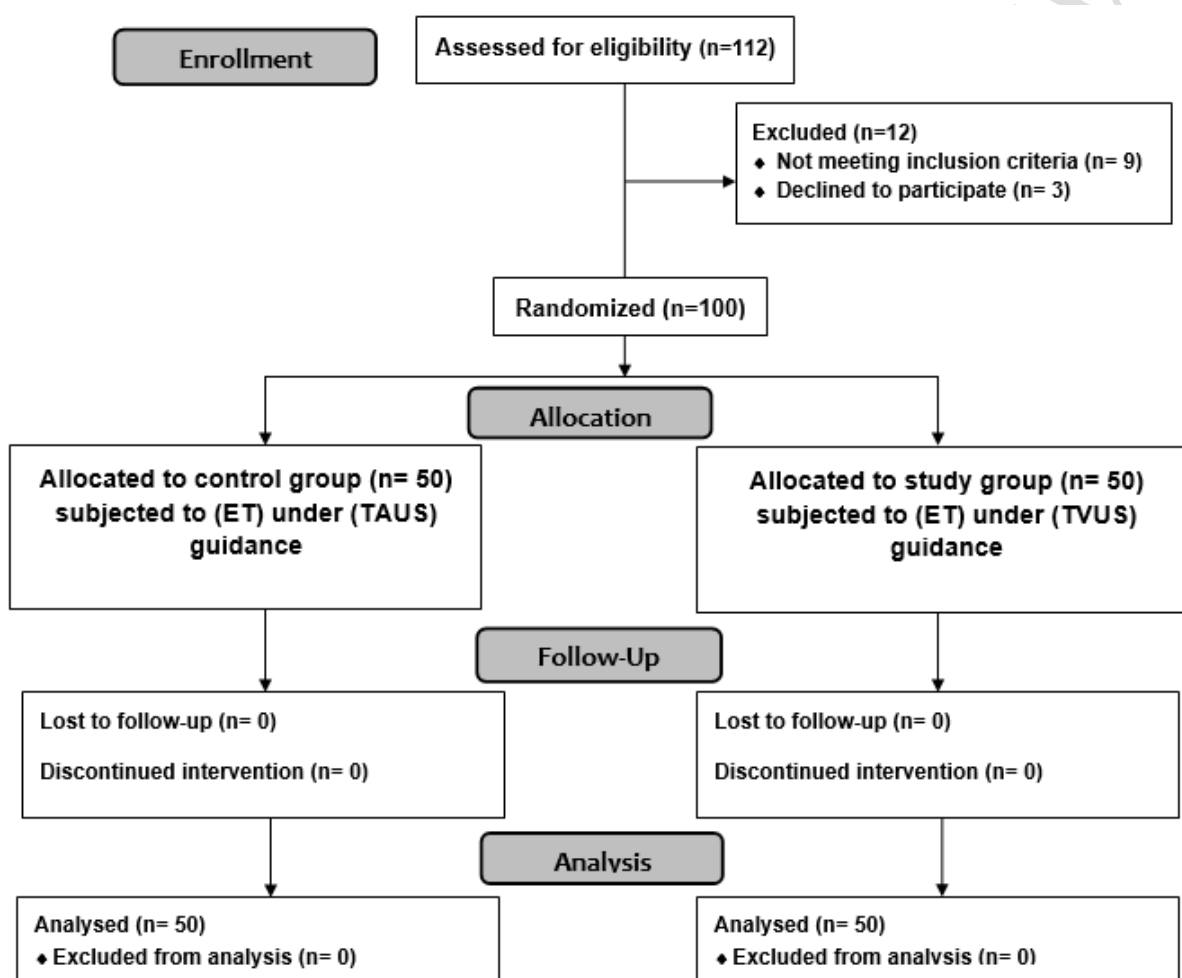 Enrollment
Assessed for eligibility (n=112)
Excluded (n=12)
♦ Not meeting inclusion criteria (n= 9)
♦ Declined to participate (n= 3)
Randomized (n=100)
Allocation
Allocated to control group (n= 50)
subjected to (ET) under (TAUS)
guidance
Allocated to study group (n= 50)
subjected to (ET) under (TVUS)
guidance
Follow-Up
Lost to follow-up (n= 0)
Discontinued intervention (n= 0)
Lost to follow-up (n= 0)
Discontinued intervention (n= 0)
Analysis
Analysed (n= 50)
♦ Excluded from analysis (n= 0)
Analysed (n= 50)
♦ Excluded from analysis (n= 0)